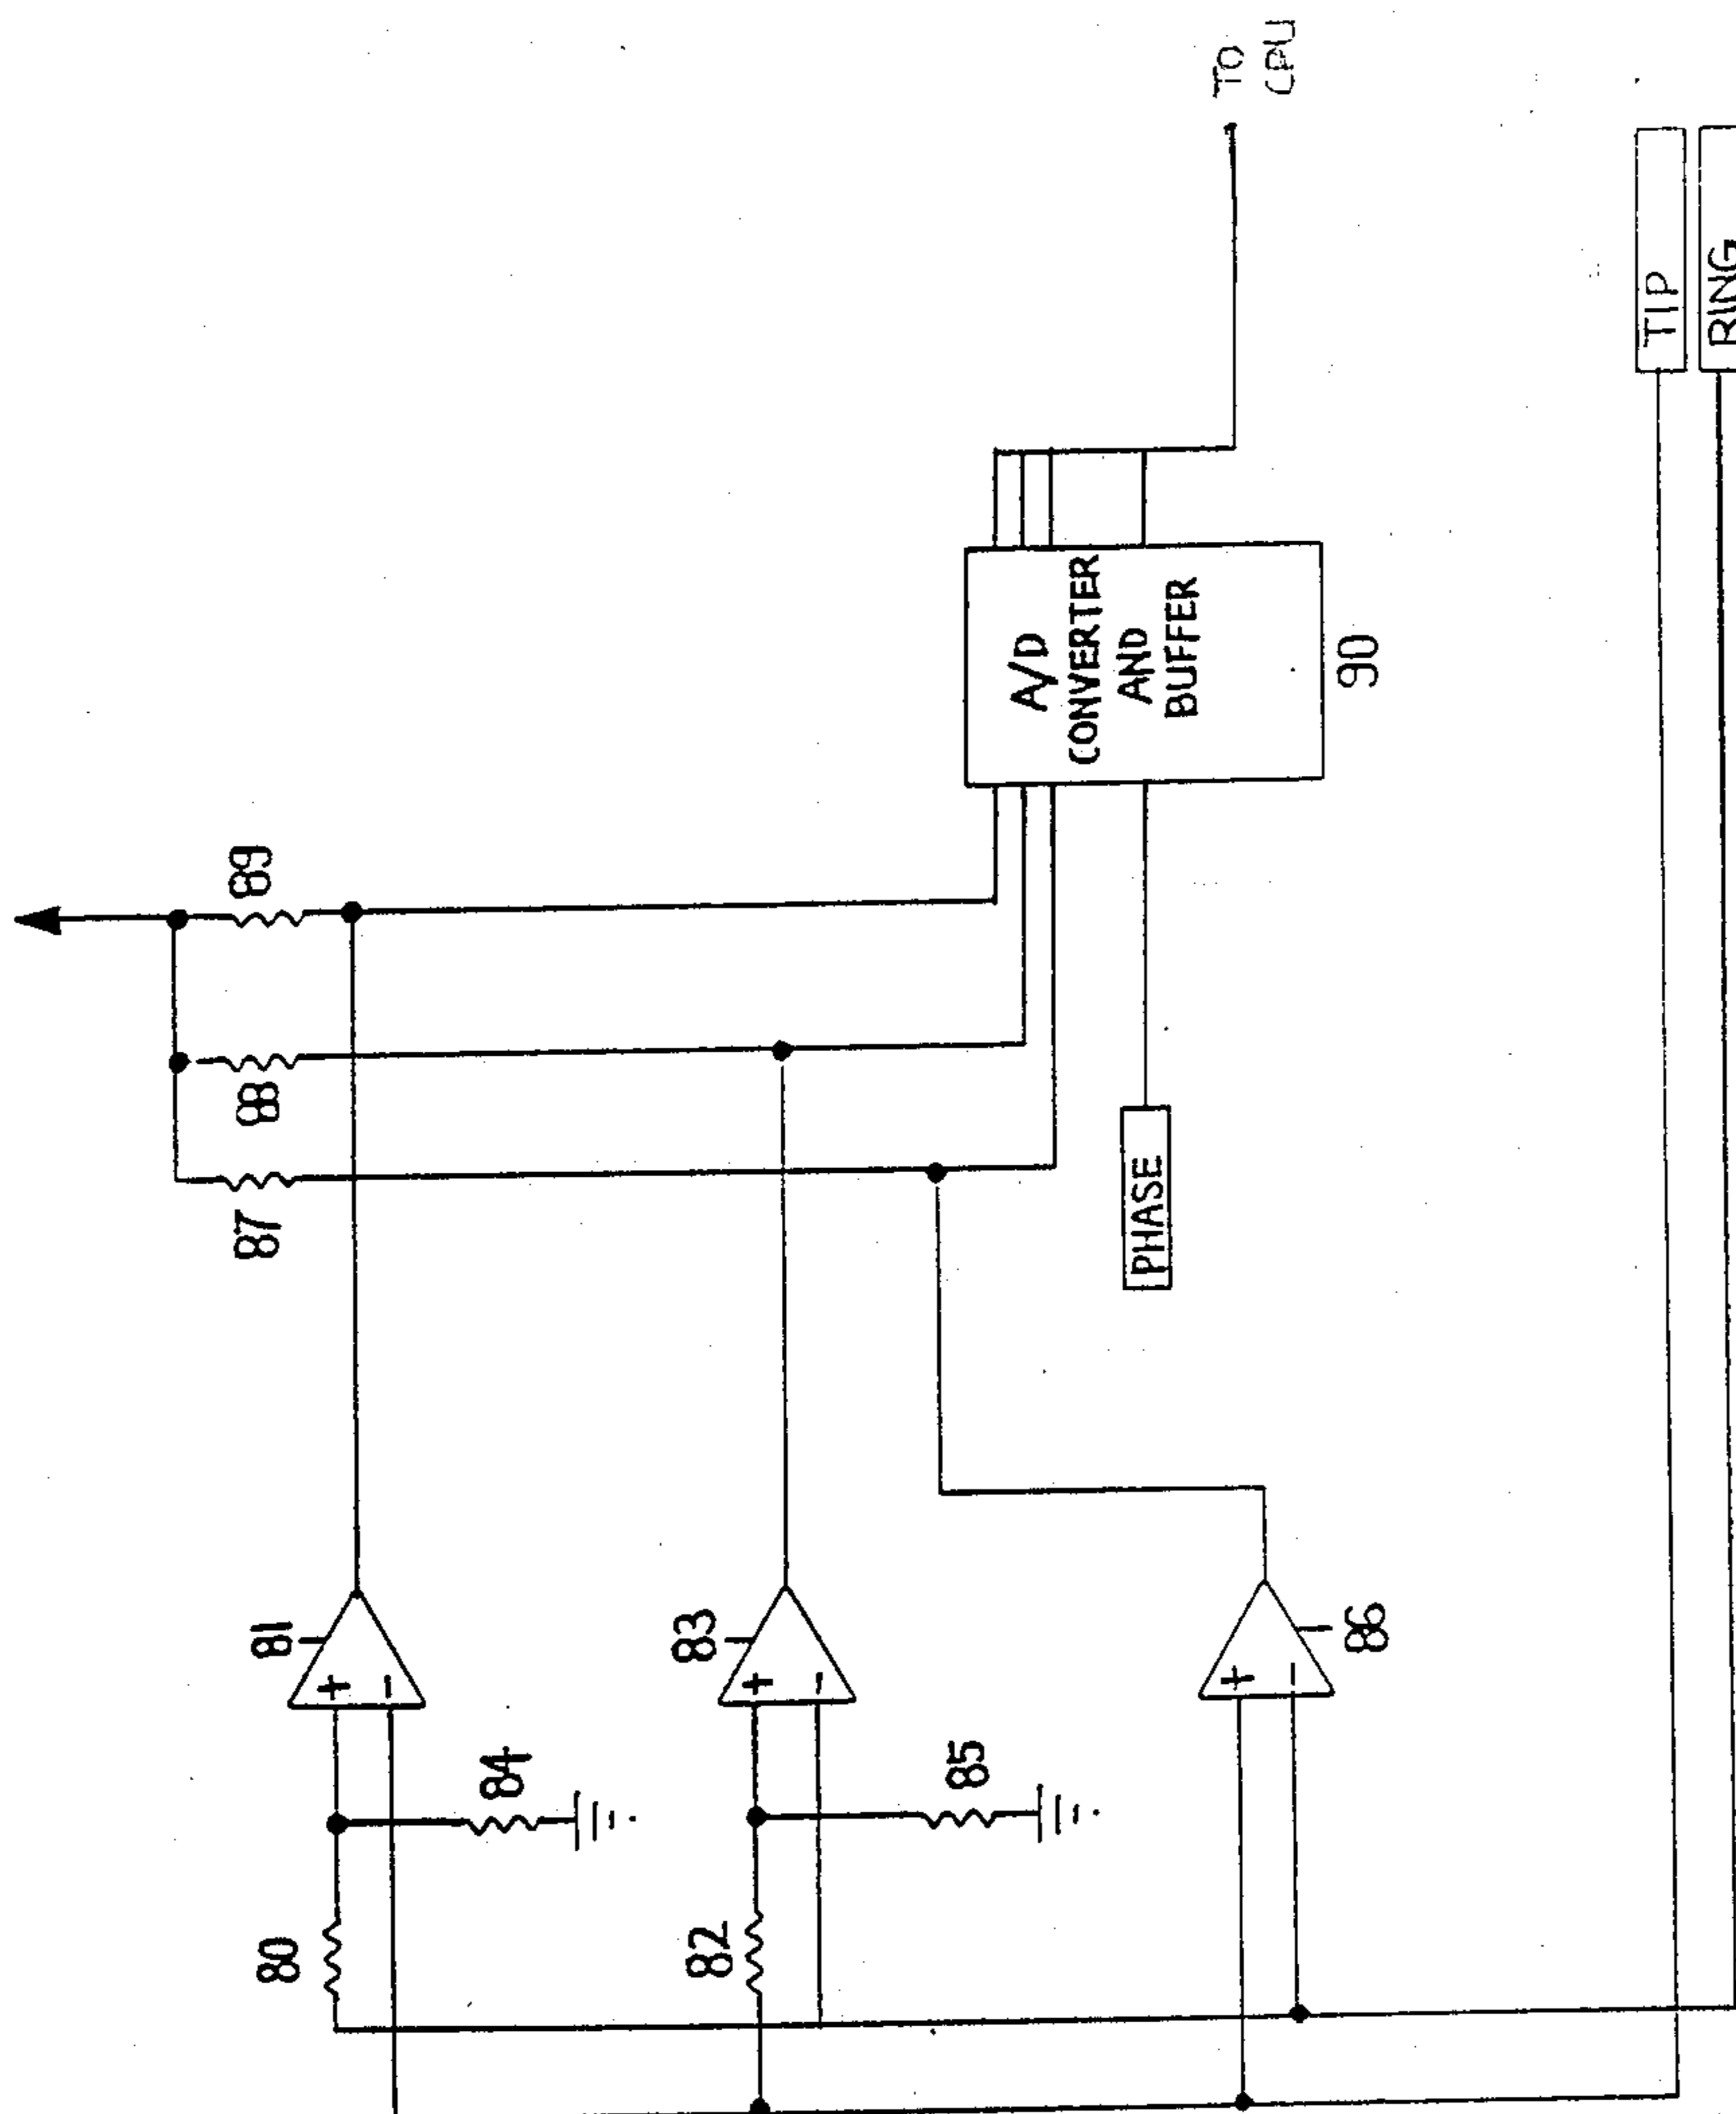 81
83
86
80
82
84
85
87
88
89
PHASE
A/D
CONVERTER
AND
BUFFER
90
TO
CPU
TIP
RING
+
-
+
-
+
-